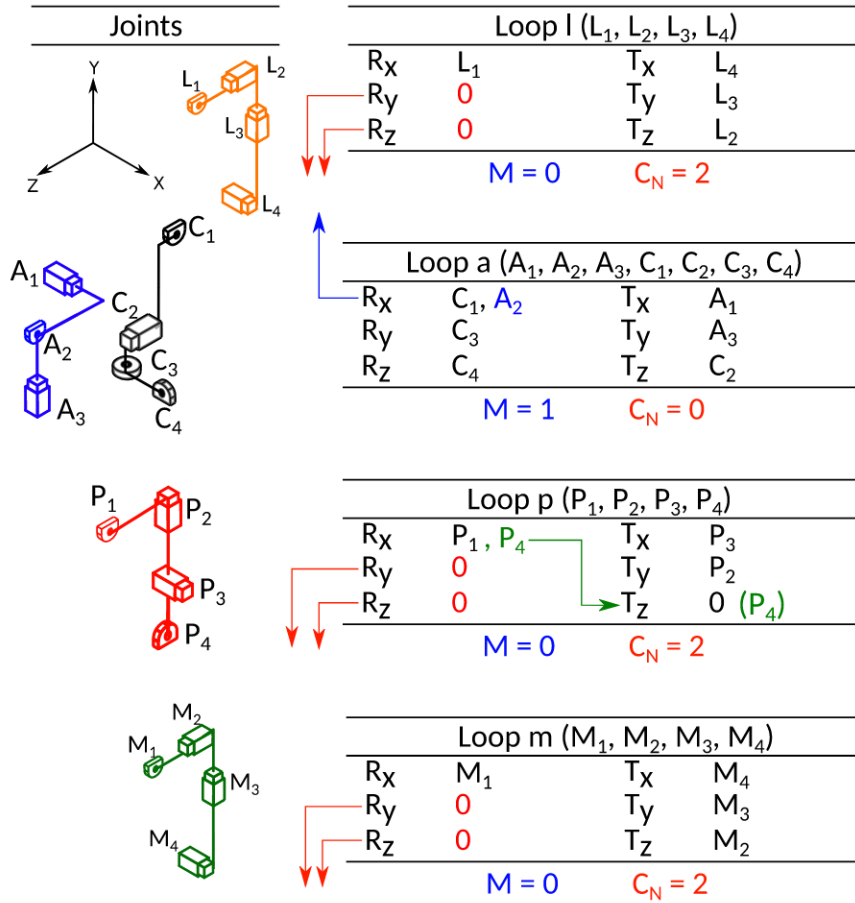 Joints
Y
Z
X
L₁
L₂
L₃
L₄
C₁
A₁
C₂
A₂
C₃
A₃
C₄
P₁
P₂
P₃
P₄
M₂
M₁
M₃
M₄
Loop l (L₁, L₂, L₃, L₄)
Rx L₁ Tx L₄
Ry 0 Ty L₃
Rz 0 Tz L₂
M = 0 C_N = 2
Loop a (A₁, A₂, A₃, C₁, C₂, C₃, C₄)
Rx C₁, A₂ Tx A₁
Ry C₃ Ty A₃
Rz C₄ Tz C₂
M = 1 C_N = 0
Loop p (P₁, P₂, P₃, P₄)
Rx P₁ , P₄ Tx P₃
Ry 0 Ty P₂
Rz 0 Tz 0 (P₄)
M = 0 C_N = 2
Loop m (M₁, M₂, M₃, M₄)
Rx M₁ Tx M₄
Ry 0 Ty M₃
Rz 0 Tz M₂
M = 0 C_N = 2